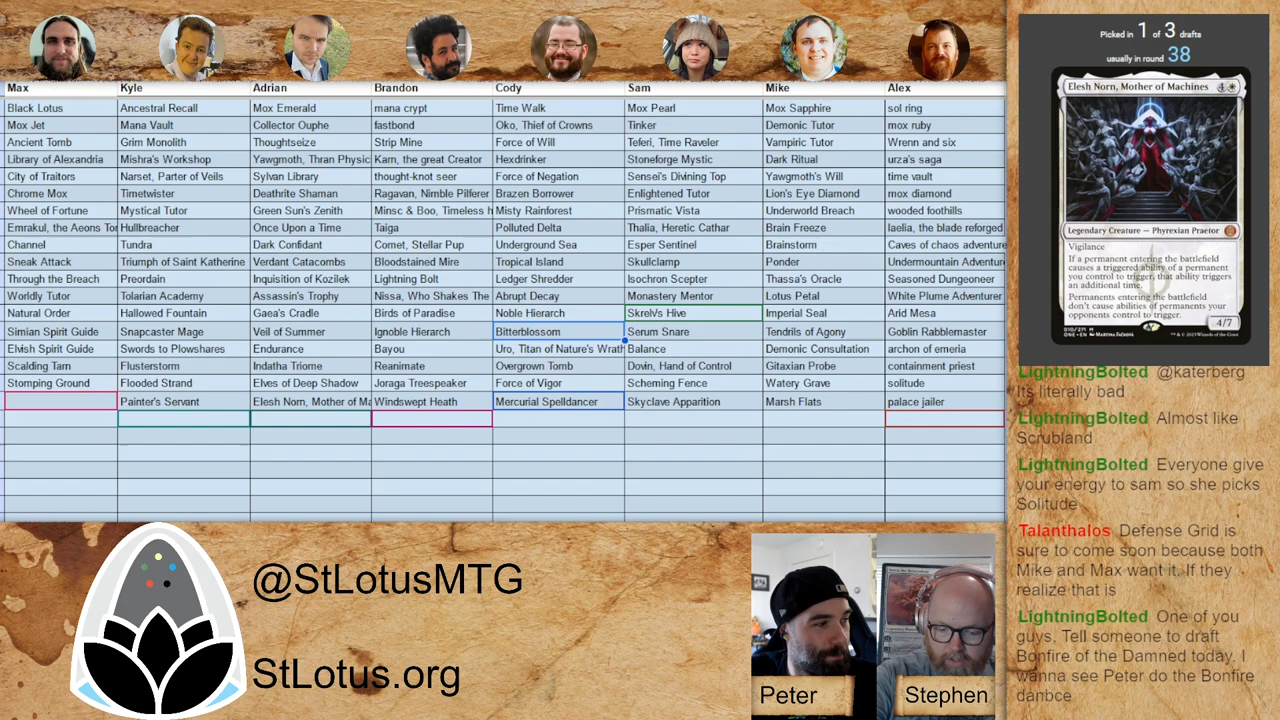 Max Kyle Adrian Brandon Cody Sam Mike Alex
Black Lotus Ancestral Recall Mox Emerald mana crypt Time Walk Mox Pearl Mox Sapphire sol ring
Mox Jet Mana Vault Collector Ouphe fastbond Oko, Thief of Crowns Tinker Demonic Tutor mox ruby
Ancient Tomb Grim Monolith Thoughtseize Strip Mine Force of Will Teferi, Time Raveler Vampiric Tutor Wrenn and six
Library of Alexandria Mishra's Workshop Yawgmoth, Thran Physic Karn, the great Creator Hexdrinker Stoneforge Mystic Dark Ritual urza's saga
City of Traitors Narset, Parter of Veils Sylvan Library thought-knot seer Force of Negation Sensei's Divining Top Yawgmoth's Will time vault
Chrome Mox Timetwister Deathrite Shaman Ragavan, Nimble Pilferer Brazen Borrower Enlightened Tutor Lion's Eye Diamond mox diamond
Wheel of Fortune Mystical Tutor Green Sun's Zenith Minsc & Boo, Timeless h Misty Rainforest Prismatic Vista Underworld Breach wooded foothills
Emrakul, the Aeons Tor Hullbreacher Once Upon a Time Taiga Polluted Delta Thalia, Heretic Cathar Brain Freeze laelia, the blade reforged
Channel Tundra Dark Confidant Comet, Stellar Pup Underground Sea Esper Sentinel Brainstorm Caves of chaos adventure
Sneak Attack Triumph of Saint Katherine Verdant Catacombs Bloodstained Mire Tropical Island Skullclamp Ponder Undermountain Adventure
Through the Breach Preordain Inquisition of Kozilek Lightning Bolt Ledger Shredder Isochron Scepter Thassa's Oracle Seasoned Dungeoneer
Worldly Tutor Tolarian Academy Assassin's Trophy Nissa, Who Shakes The Abrupt Decay Monastery Mentor Lotus Petal White Plume Adventurer
Natural Order Hallowed Fountain Gaea's Cradle Birds of Paradise Noble Hierarch Skrelv's Hive Imperial Seal Arid Mesa
Simian Spirit Guide Snapcaster Mage Veil of Summer Ignoble Hierarch Bitterblossom Serum Snare Tendrils of Agony Goblin Rabblemaster
Elvish Spirit Guide Swords to Plowshares Endurance Bayou Uro, Titan of Nature's Wrath Balance Demonic Consultation archon of emeria
Scalding Tarn Flusterstorm Indatha Triome Reanimate Overgrown Tomb Dovin, Hand of Control Gitaxian Probe containment priest
Stomping Ground Flooded Strand Elves of Deep Shadow Joraga Treespeaker Force of Vigor Scheming Fence Watery Grave solitude
Painter's Servant Elesh Norn, Mother of Ma Windswept Heath Mercurial Spelldancer Skyclave Apparition Marsh Flats palace jailer
Picked in 1 of 3 drafts
usually in round 38
Elesh Norn, Mother of Machines 4
Legendary Creature — Phyrexian Praetor
Vigilance
If a permanent entering the battlefield
causes a triggered ability of a permanent
you control to trigger, that ability triggers
an additional time.
Permanents entering the battlefield
don't cause abilities of permanents your
opponents control to trigger.
4/7
LightningBolted @katerberg
Its literally bad
LightningBolted Almost like
Scrubland
LightningBolted Everyone give
your energy to sam so she picks
Solitude
Talanthalos Defense Grid is
sure to come soon because both
Mike and Max want it. If they
realize that is
LightningBolted One of you
guys, Tell someone to draft
Bonfire of the Damned today. I
wanna see Peter do the Bonfire
danbce
@StLotusMTG
StLotus.org
Peter
Stephen